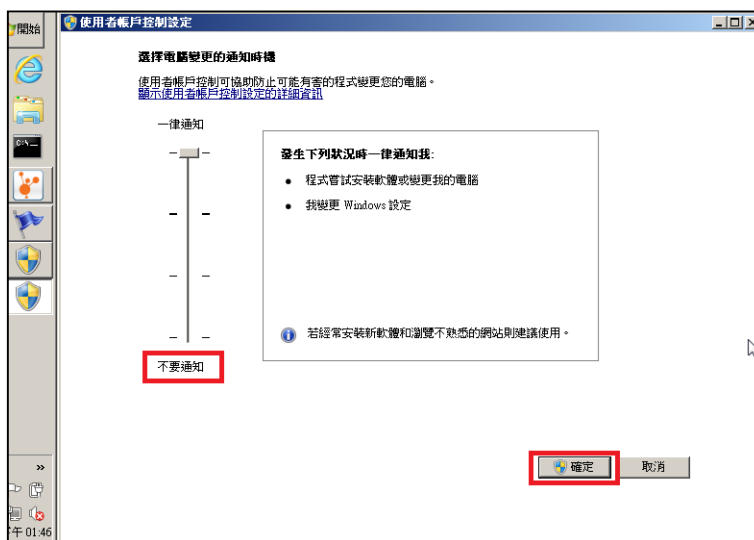 開始
使用者帳戶控制設定
選擇電腦變更的通知時機
使用者帳戶控制可協助防止可能有害的程式變更您的電腦。
顯示使用者帳戶控制設定的詳細資訊
一律通知
發生下列狀況時一律通知我:
程式嘗試安裝軟體或變更我的電腦
我變更 Windows 設定
若經常安裝新軟體和瀏覽不熟悉的網站則建議使用。
不要通知
確定
取消
»
午 01:46